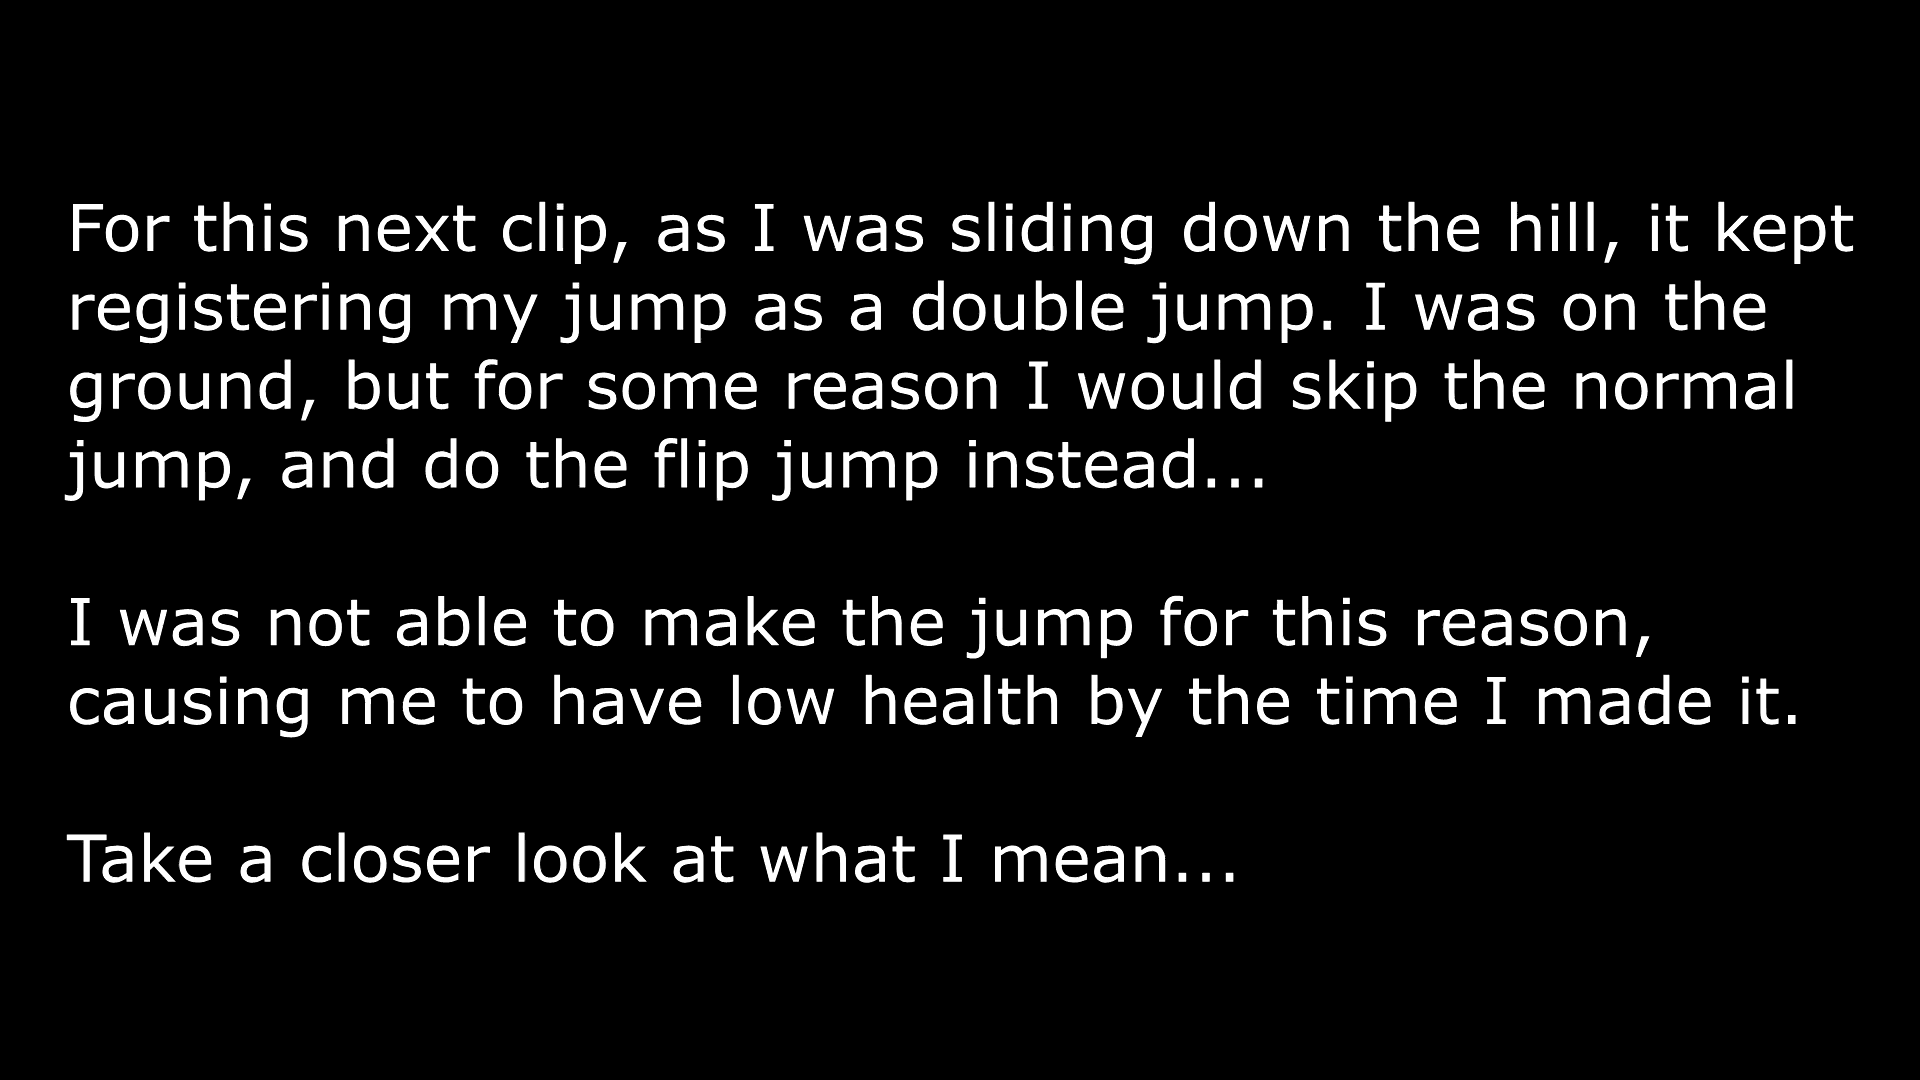 For this next clip, as I was sliding down the hill, it kept
registering my jump as a double jump. I was on the
ground, but for some reason I would skip the normal
jump, and do the flip jump instead...
I was not able to make the jump for this reason,
causing me to have low health by the time I made it.
Take a closer look at what I mean...